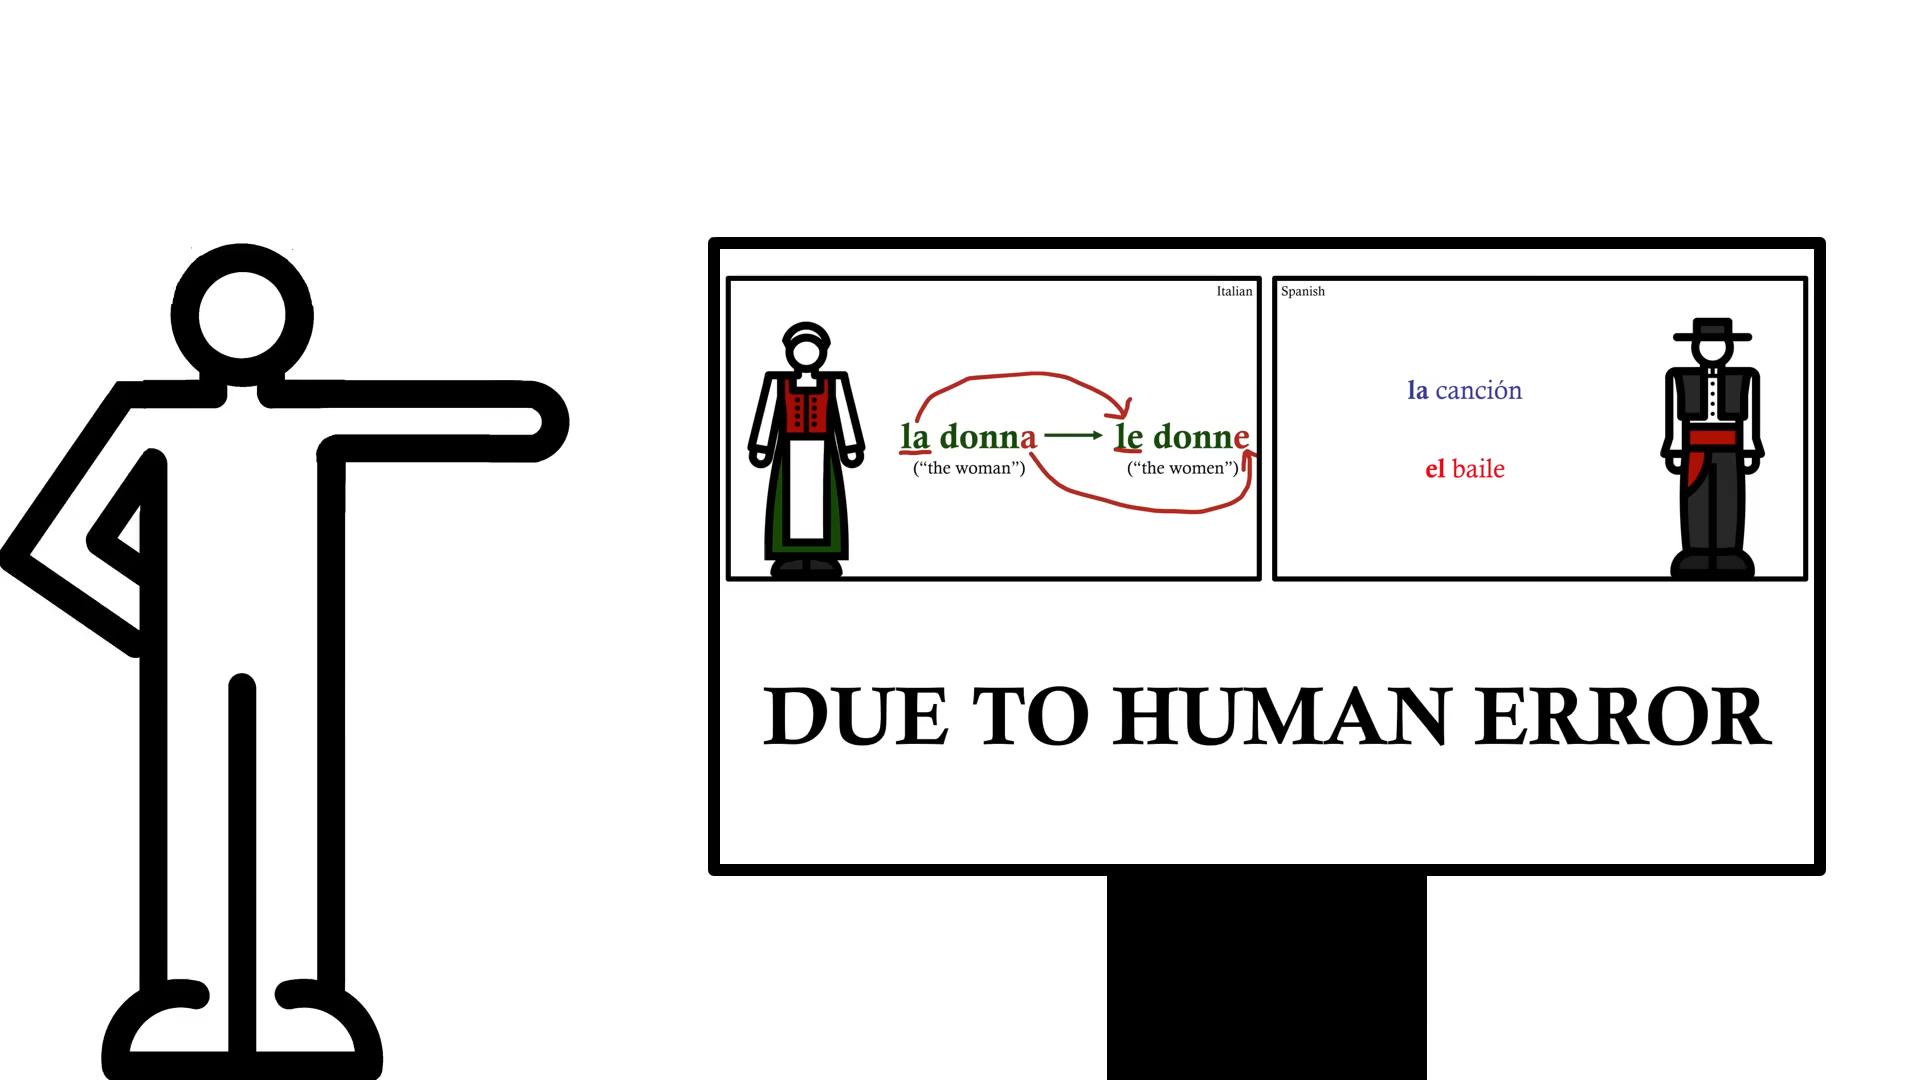 Italian
la donna le donne
(“the woman”) (“the women”)
Spanish
la canción
el baile
DUE TO HUMAN ERROR